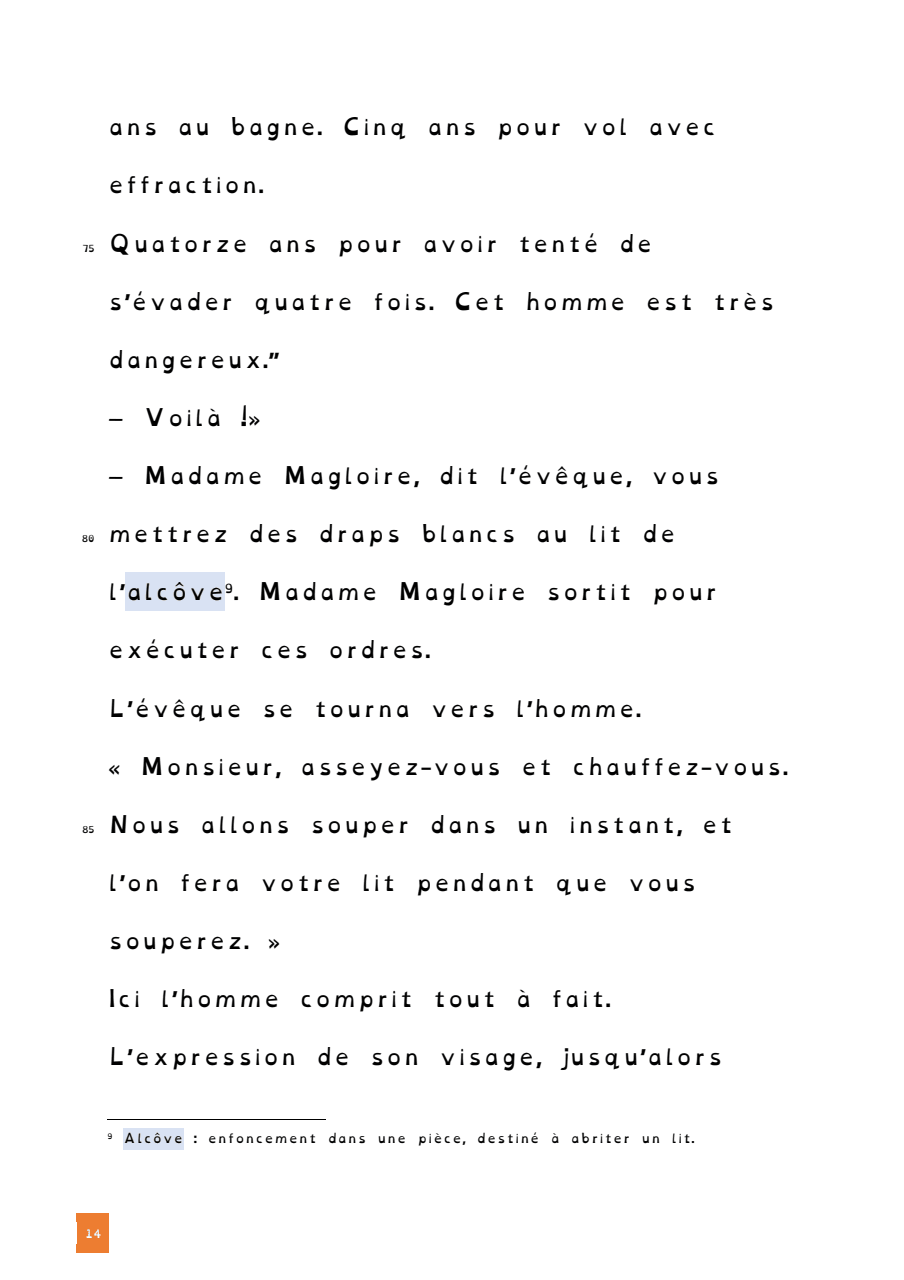 ans au bagne. Cinq ans pour vol avec
effraction.
75 Quatorze ans pour avoir tenté de
s’évader quatre fois. Cet homme est très
dangereux.”
– Voilà !»
– Madame Magloire, dit l’évêque, vous
80 mettrez des draps blancs au lit de
l’alcôve⁹. Madame Magloire sortit pour
exécuter ces ordres.
L’évêque se tourna vers l’homme.
« Monsieur, asseyez-vous et chauffez-vous.
85 Nous allons souper dans un instant, et
l’on fera votre lit pendant que vous
souperez. »
Ici l’homme comprit tout à fait.
L’expression de son visage, jusqu’alors
⁹ Alcôve : enfoncement dans une pièce, destiné à abriter un lit.
14